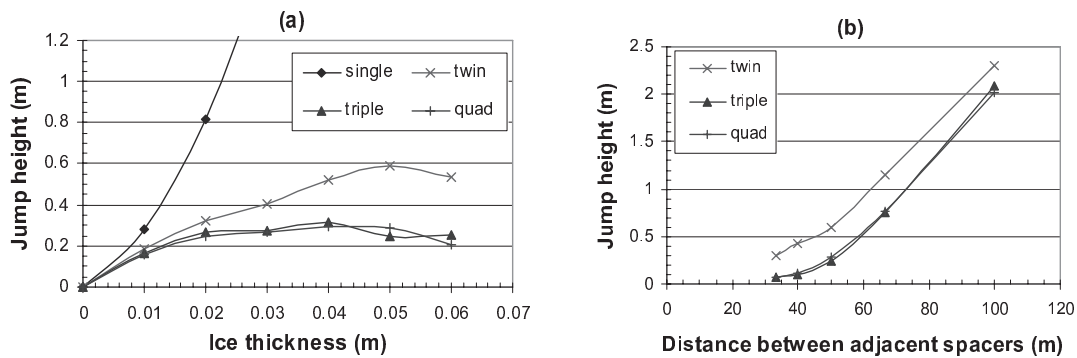 (a)
1.2
1
0.8
0.6
0.4
0.2
0
Jump height (m)
single
twin
triple
quad
0 0.01 0.02 0.03 0.04 0.05 0.06 0.07
Ice thickness (m)
(b)
2.5
2
1.5
1
0.5
0
Jump height (m)
twin
triple
quad
0 20 40 60 80 100 120
Distance between adjacent spacers (m)